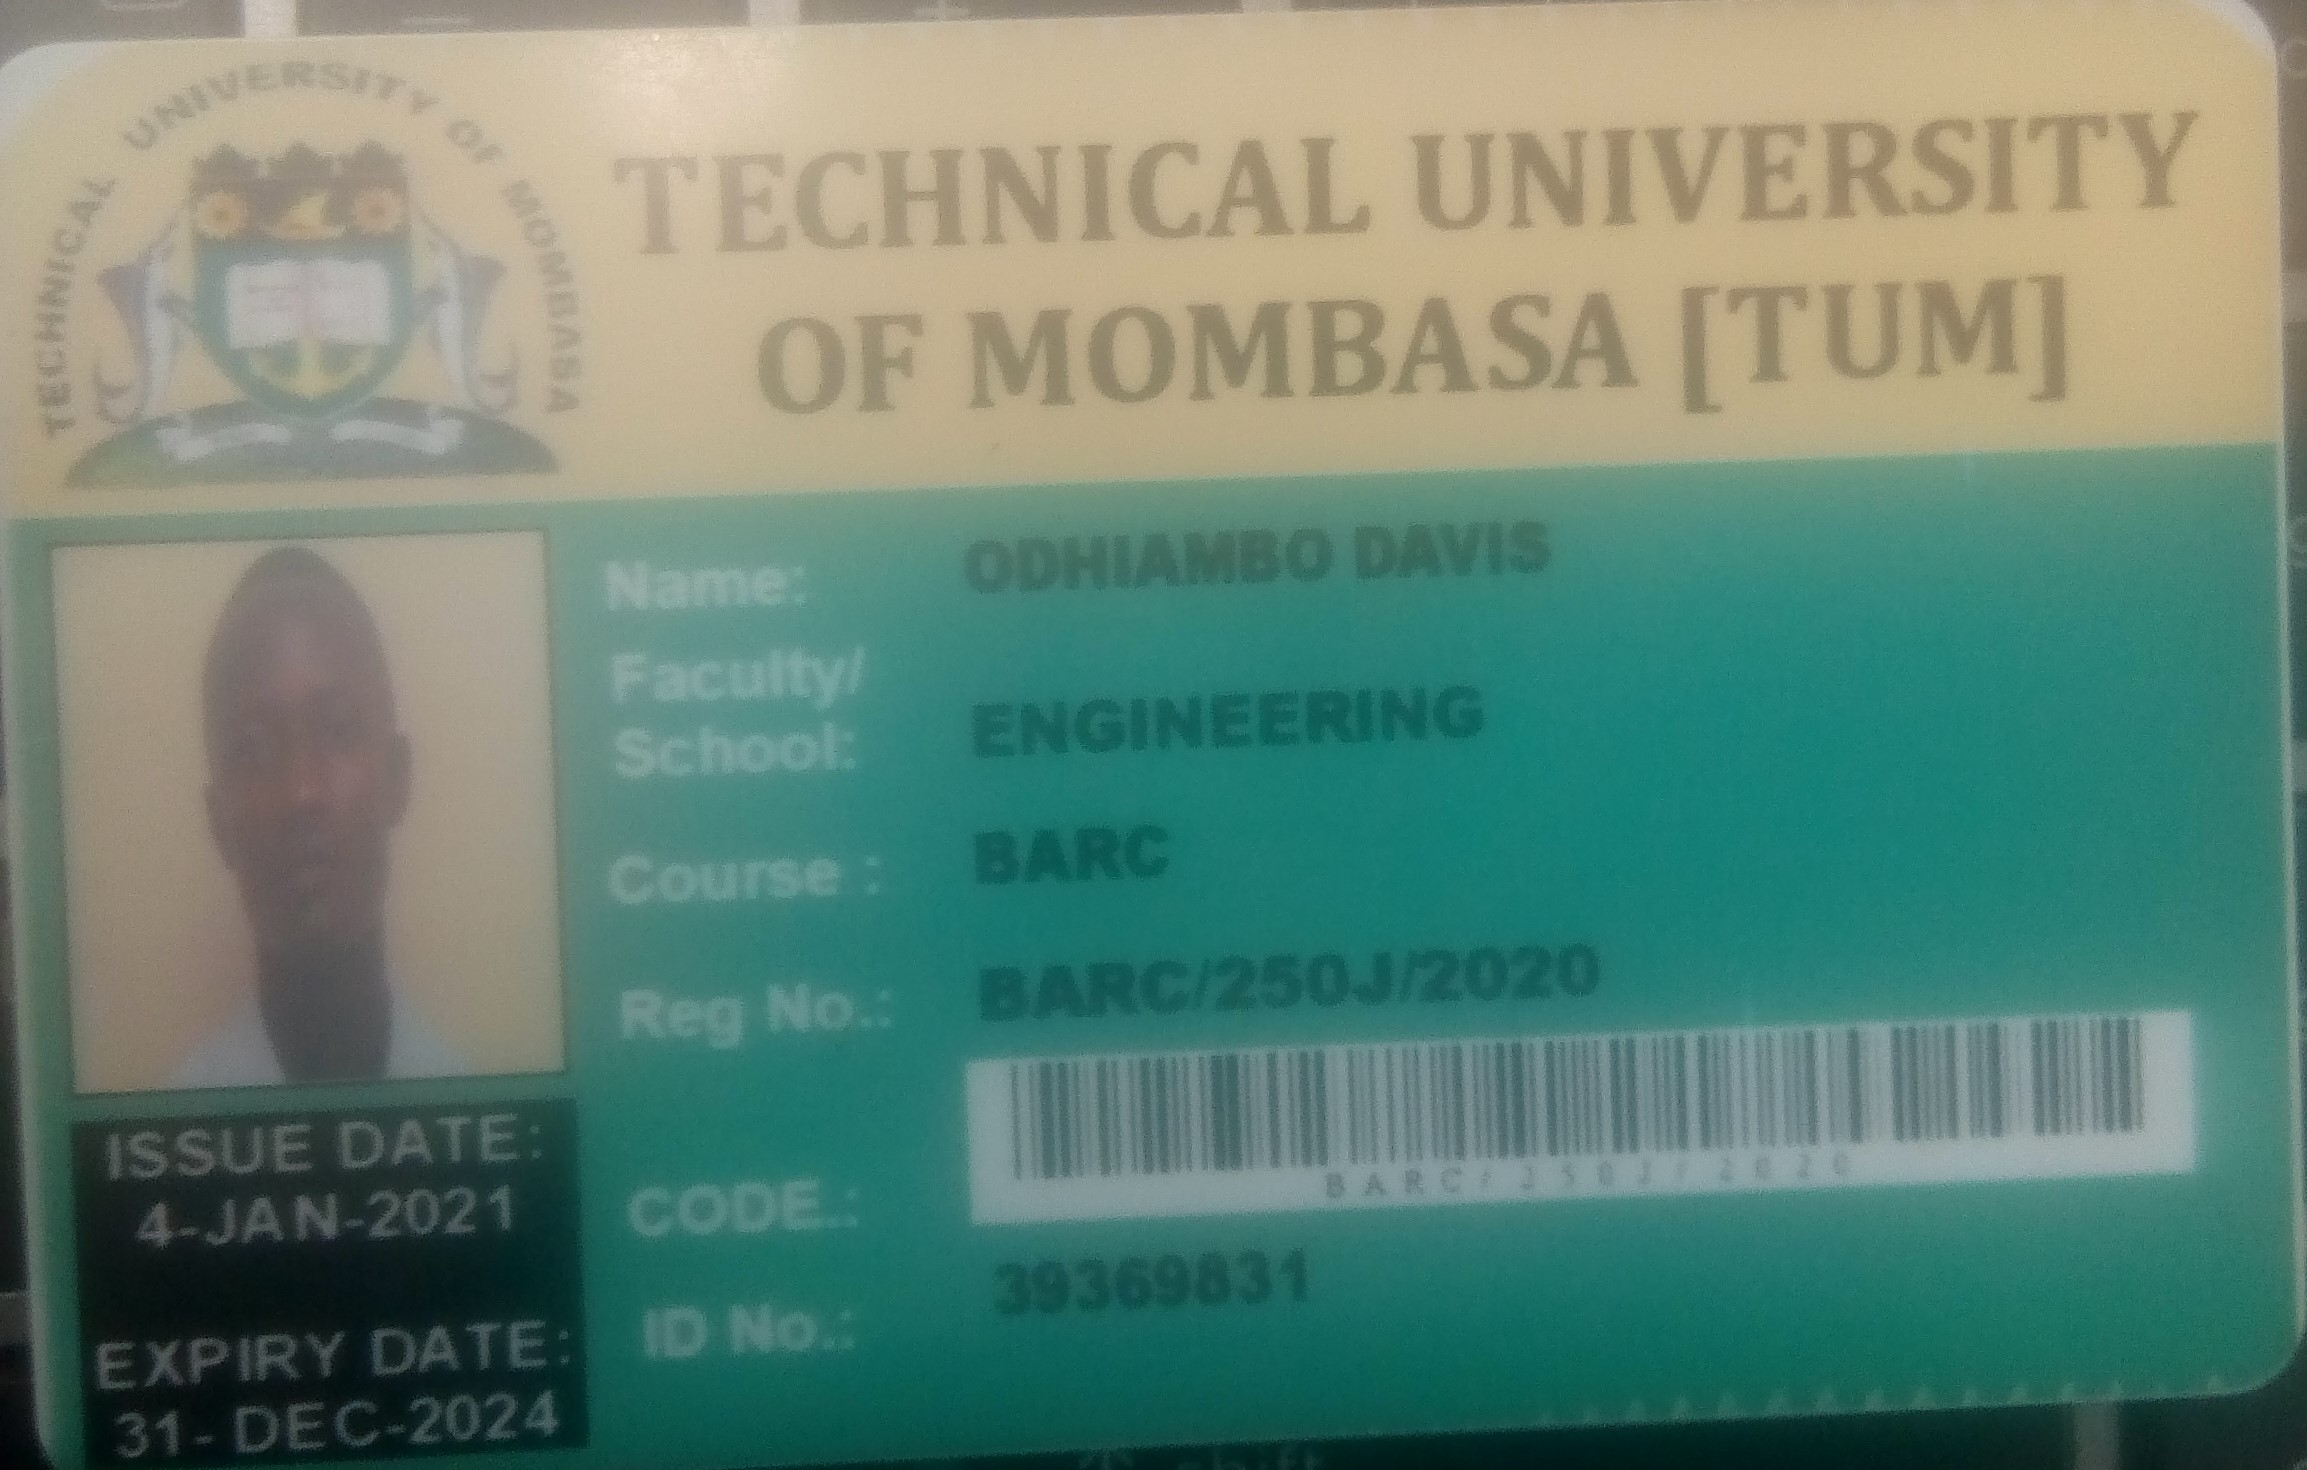 TECHNICAL UNIVERSITY OF MOMBASA
TECHNICAL UNIVERSITY
OF MOMBASA [TUM]
Name: ODHIAMBO DAVIS
Faculty/
School: ENGINEERING
Course : BARC
Reg No.: BARC/250J/2020
CODE.: BARC/250J/2020
ID No.: 39369831
ISSUE DATE:
4-JAN-2021
EXPIRY DATE:
31- DEC-2024
shift